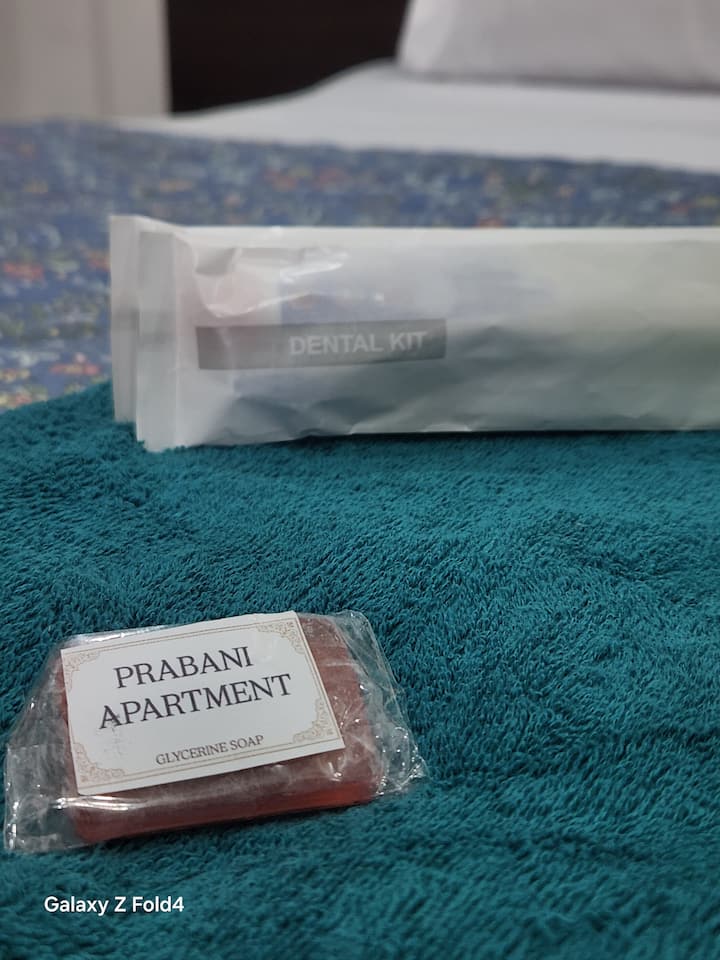 DENTAL KIT
PRABANI
APARTMENT
GLYCERINE SOAP
Galaxy Z Fold4